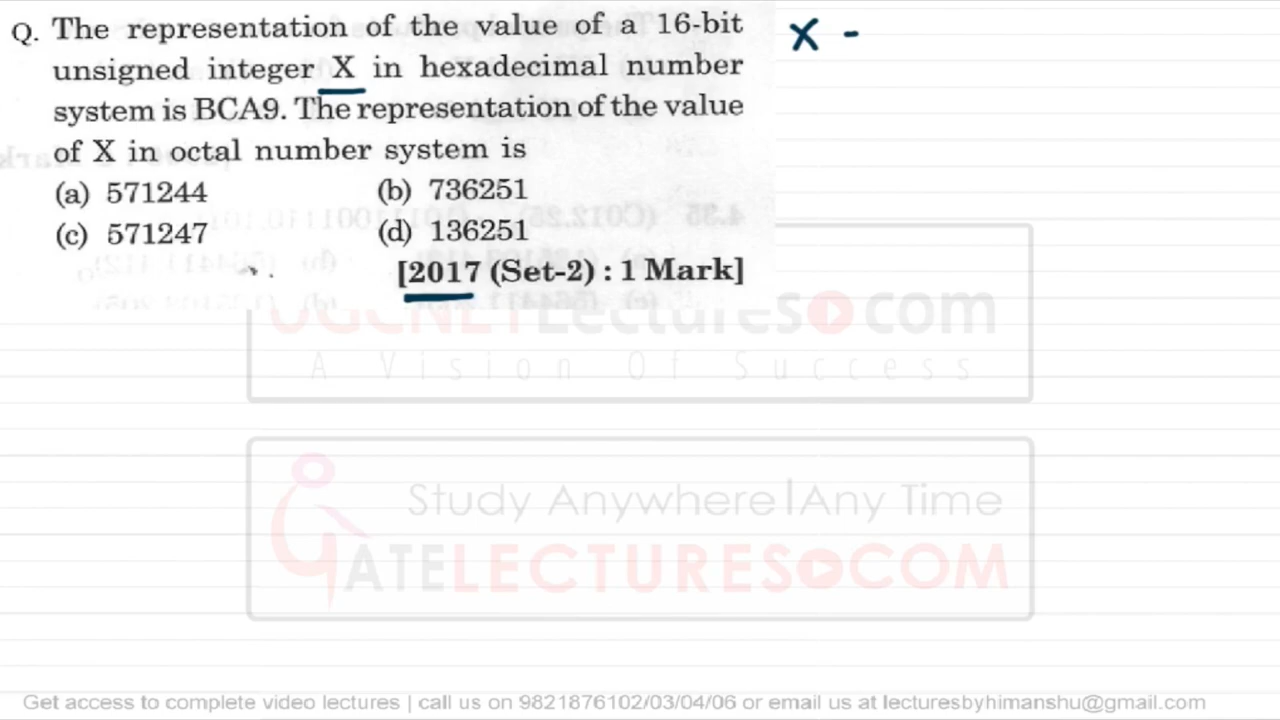 Q. The representation of the value of a 16-bit
unsigned integer X in hexadecimal number
system is BCA9. The representation of the value
of X in octal number system is
(a) 571244 (b) 736251
(c) 571247 (d) 136251
[2017 (Set-2) : 1 Mark]
X -
UGCNETLectures com
A Vision Of Success
Study Anywhere|Any Time
GATELECTURES COM
Get access to complete video lectures | call us on 9821876102/03/04/06 or email us at lecturesbyhimanshu@gmail.com